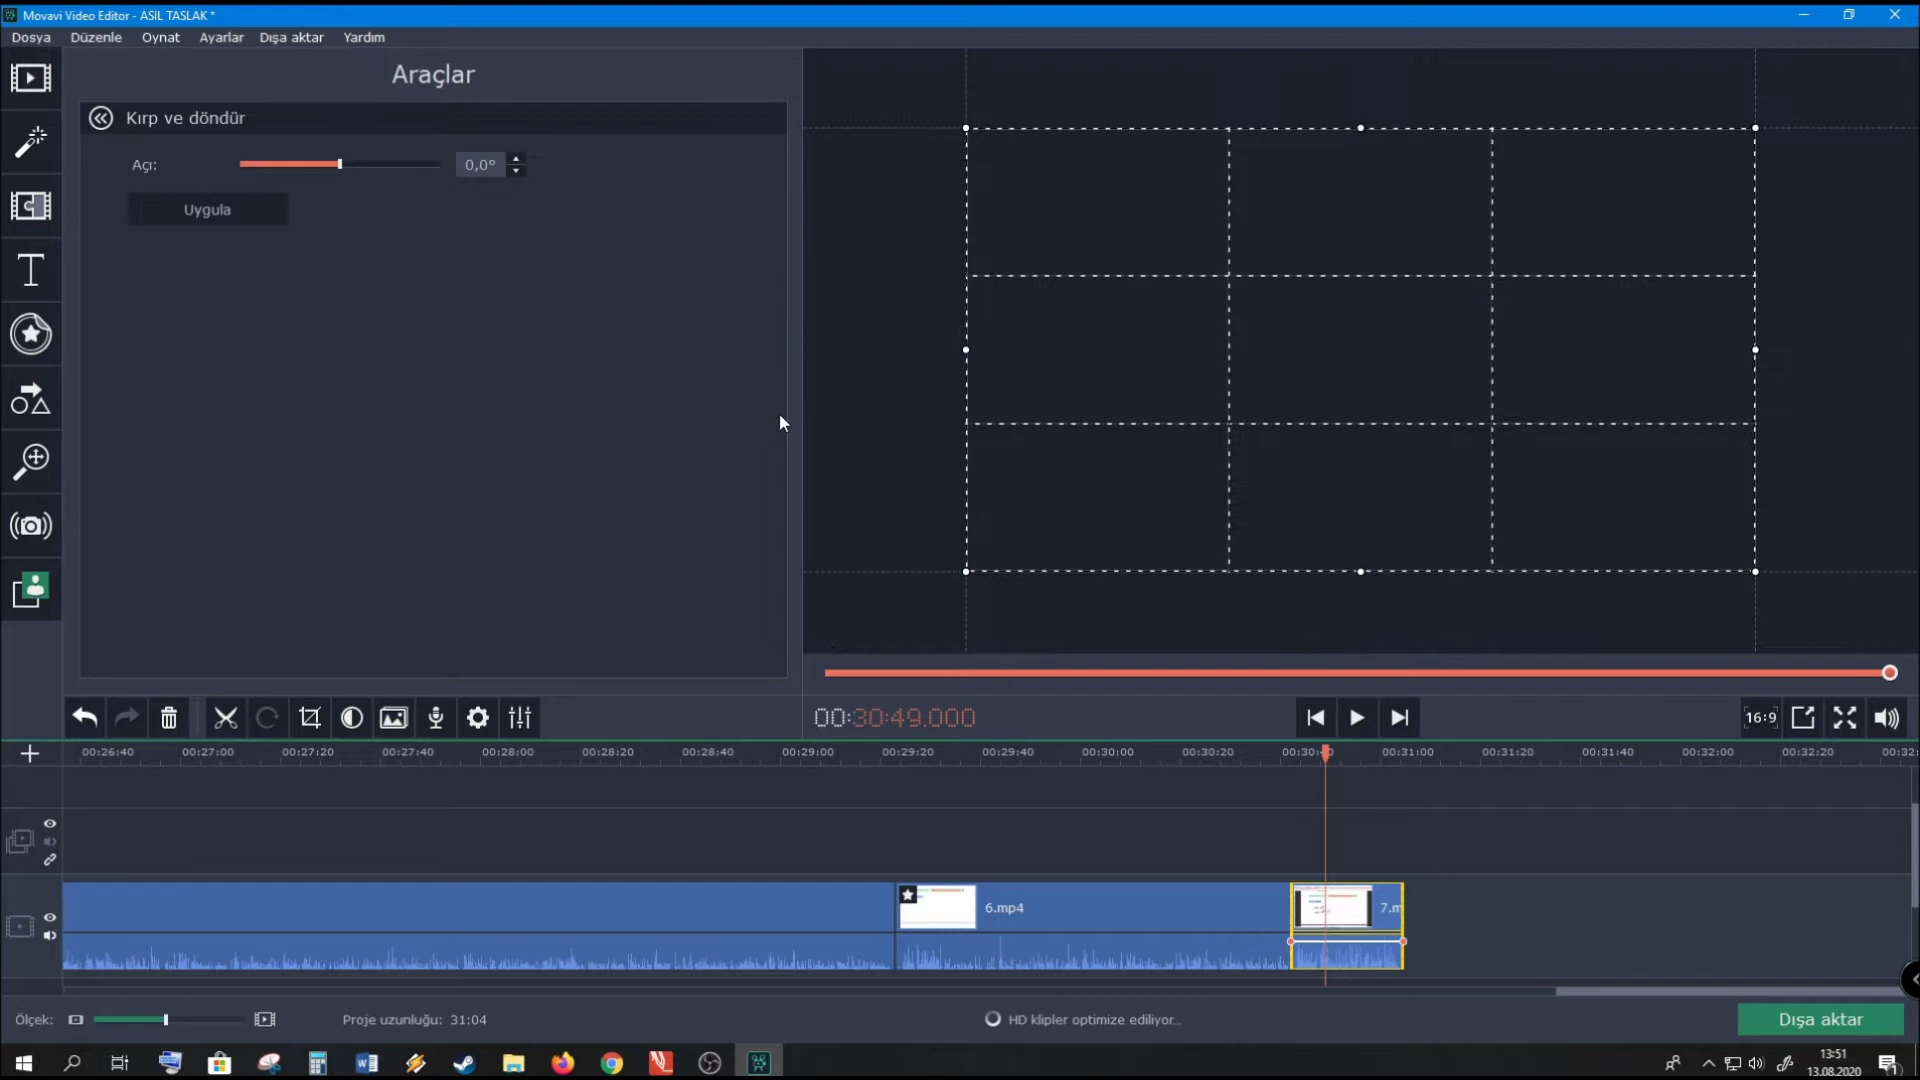 Movavi Video Editor - ASIL TASLAK *
Dosya Düzenle Oynat Ayarlar Dışa aktar Yardım
Araçlar
Kırp ve döndür
Açı: 0,0°
Uygula
00:30:49.000
16:9
00:26:40 00:27:00 00:27:20 00:27:40 00:28:00 00:28:20 00:28:40 00:29:00 00:29:20 00:29:40 00:30:00 00:30:20 00:31:00 00:31:20 00:31:40 00:32:00 00:32:20
6.mp4 7.m
Ölçek: Proje uzunluğu: 31:04 HD klipler optimize ediliyor... Dışa aktar
13:51
13.08.2020